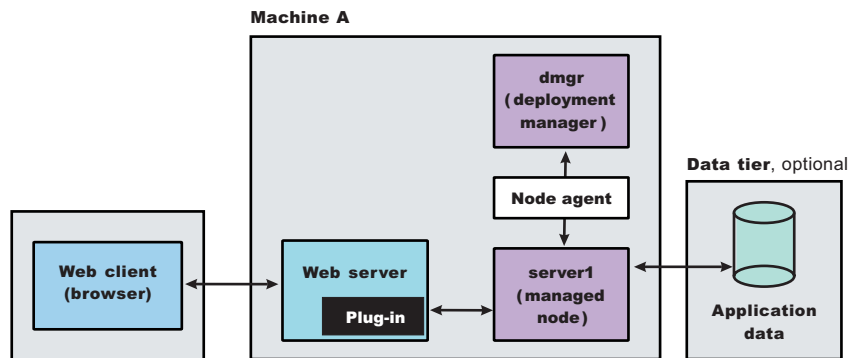 Machine A
dmgr
(deployment
manager)
Data tier, optional
Node agent
Web client
(browser)
Web server
Plug-in
server1
(managed
node)
Application
data